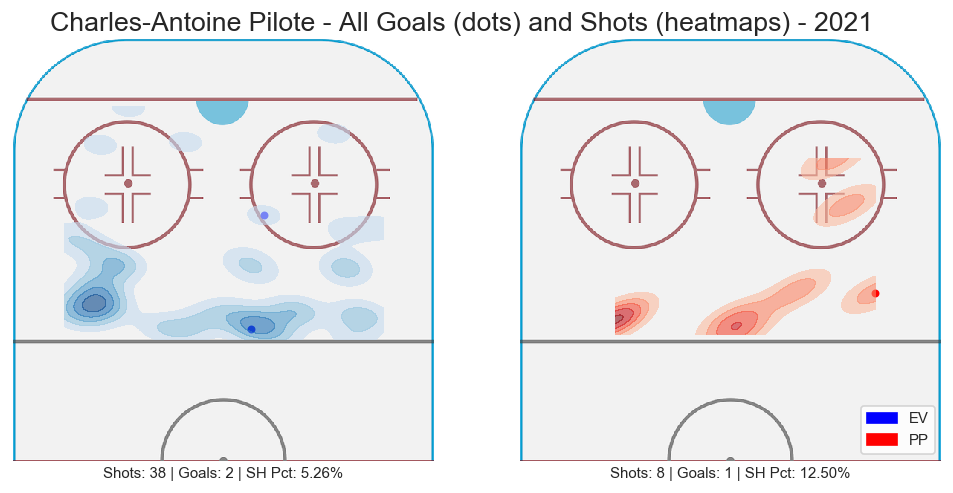 Charles-Antoine Pilote - All Goals (dots) and Shots (heatmaps) - 2021
EV
PP
Shots: 38 | Goals: 2 | SH Pct: 5.26%
Shots: 8 | Goals: 1 | SH Pct: 12.50%